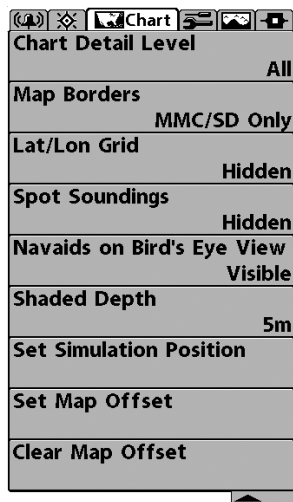 Chart
Chart Detail Level
All
Map Borders
MMC/SD Only
Lat/Lon Grid
Hidden
Spot Soundings
Hidden
Navaids on Bird's Eye View
Visible
Shaded Depth
5m
Set Simulation Position
Set Map Offset
Clear Map Offset